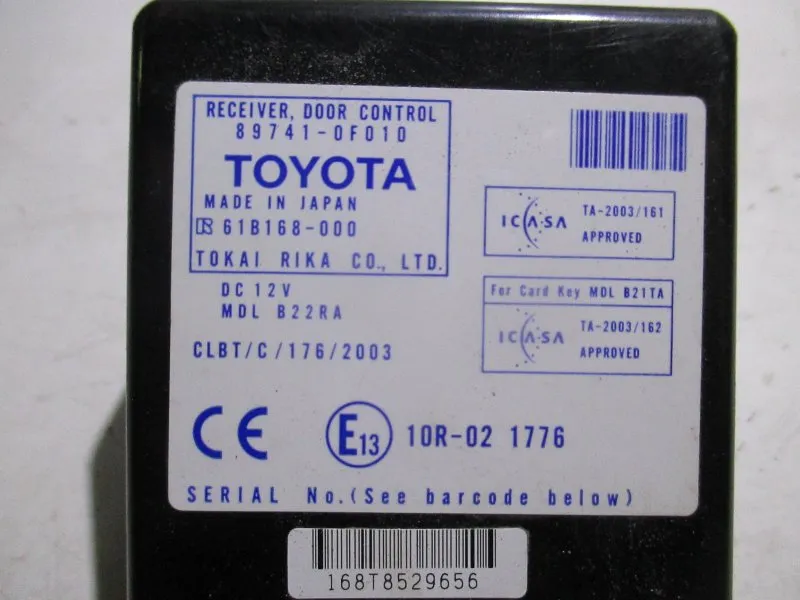 RECEIVER, DOOR CONTROL
89741-0F010
TOYOTA
MADE IN JAPAN
R 61B168-000
TOKAI RIKA CO., LTD.
DC 12V
MDL B22RA
CLBT/C/176/2003
ICASA TA-2003/161
APPROVED
For Card Key MDL B21TA
ICASA TA-2003/162
APPROVED
CE E13 10R-02 1776
SERIAL No.(See barcode below)
168T8529656